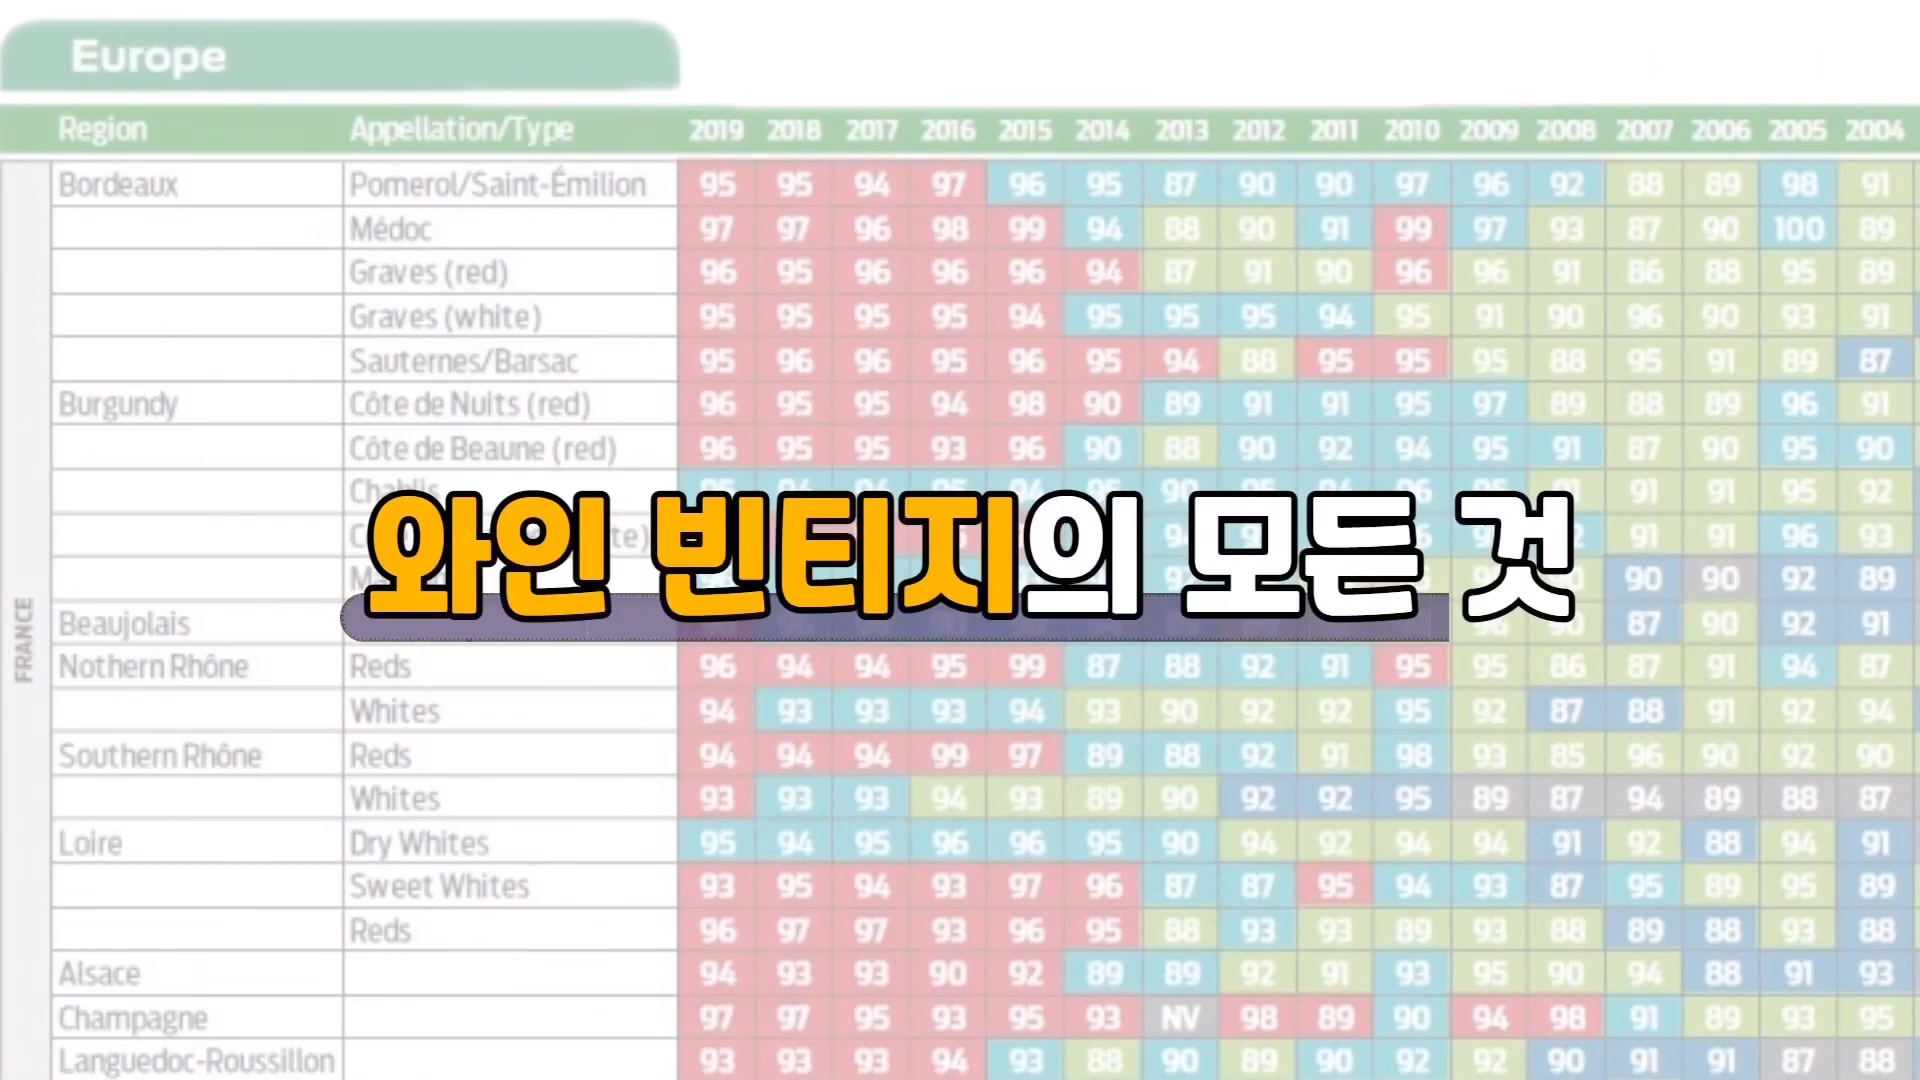 Europe
Region Appellation/Type 2019 2018 2017 2016 2015 2014 2013 2012 2011 2010 2009 2008 2007 2006 2005 2004
FRANCE
Bordeaux Pomerol/Saint-Émilion 95 95 94 97 96 95 87 90 90 97 96 92 88 89 98 91
Médoc 97 97 96 98 99 94 88 90 91 99 97 93 87 90 100 89
Graves (red) 96 95 96 96 96 94 87 91 90 96 96 91 86 88 95 89
Graves (white) 95 95 95 95 94 95 95 95 94 95 91 90 96 90 93 91
Sauternes/Barsac 95 96 96 95 96 95 94 88 95 95 95 88 95 91 89 87
Burgundy Côte de Nuits (red) 96 95 95 94 98 90 89 91 91 95 97 89 88 89 96 91
Côte de Beaune (red) 96 95 95 93 96 90 88 90 92 94 95 91 87 90 95 90
Chablis 91 91 95 92
와인 빈티지의 모든 것
91 91 96 93
90 90 92 89
Beaujolais 87 90 92 91
Nothern Rhône Reds 96 94 94 95 99 87 88 92 91 95 95 86 87 91 94 87
Whites 94 93 93 93 94 93 90 92 92 95 92 87 88 91 92 94
Southern Rhône Reds 94 94 94 99 97 89 88 92 91 98 93 85 96 90 92 90
Whites 93 93 93 94 93 89 90 92 92 95 89 87 94 89 88 87
Loire Dry Whites 95 94 95 96 96 95 90 94 92 94 94 91 92 88 94 91
Sweet Whites 93 95 94 93 97 96 87 87 95 94 93 87 95 89 95 89
Reds 96 97 97 93 96 95 88 93 93 89 93 88 89 88 93 88
Alsace 94 93 93 90 92 89 89 92 91 93 95 90 94 88 91 93
Champagne 97 97 95 93 95 93 NV 98 89 90 94 98 91 89 93 95
Languedoc-Roussillon 93 93 93 94 93 88 90 89 90 92 92 90 91 91 87 88